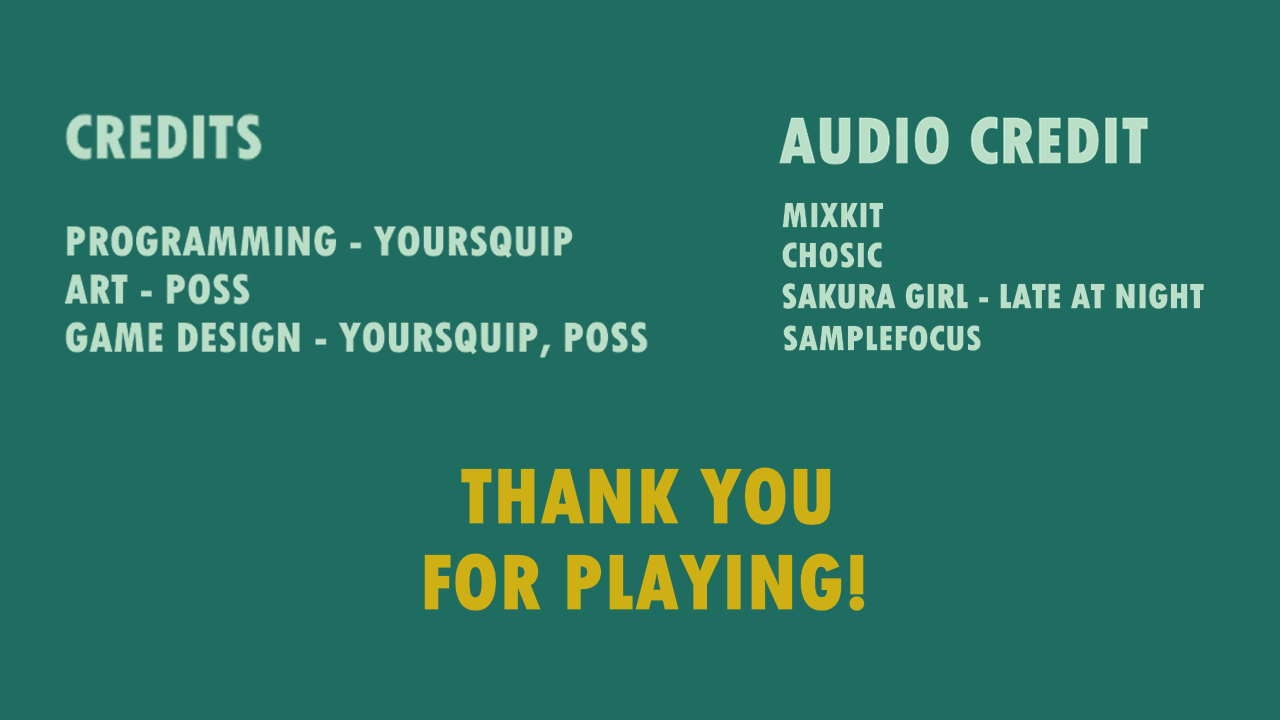 CREDITS
PROGRAMMING - YOURSQUIP
ART - POSS
GAME DESIGN - YOURSQUIP, POSS
AUDIO CREDIT
MIXKIT
CHOSIC
SAKURA GIRL - LATE AT NIGHT
SAMPLEFOCUS
THANK YOU
FOR PLAYING!